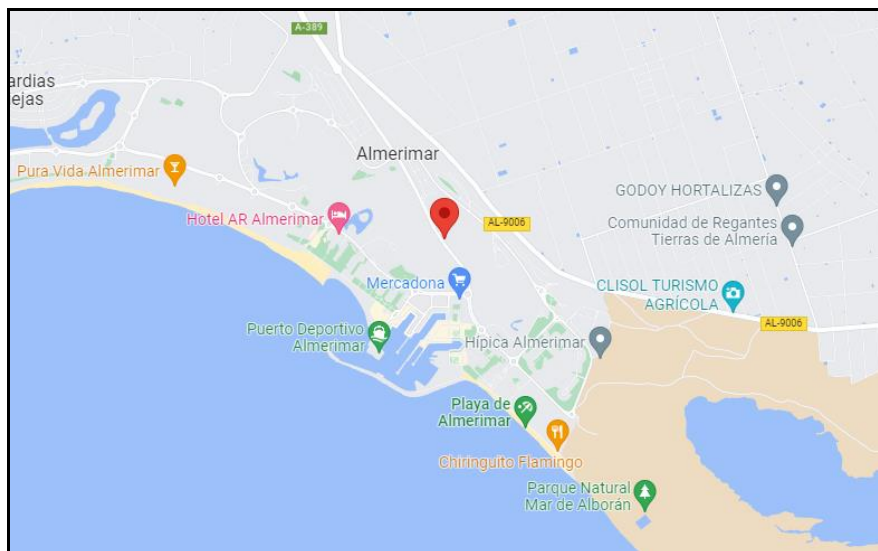 A-389
ardias
ejas
Almerimar
Pura Vida Almerimar
GODOY HORTALIZAS
Hotel AR Almerimar
AL-9006
Comunidad de Regantes
Tierras de Almería
Mercadona
CLISOL TURISMO
AGRÍCOLA
AL-9006
Puerto Deportivo
Almerimar
Hípica Almerimar
Playa de
Almerimar
Chiringuito Flamingo
Parque Natural
Mar de Alborán